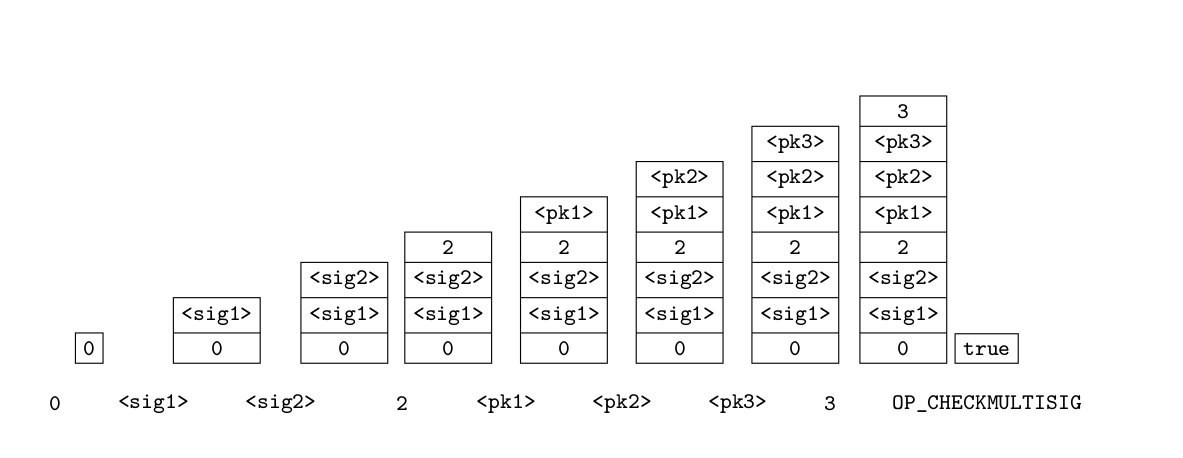 3
<pk3> <pk3>
<pk2> <pk2> <pk2>
<pk1> <pk1> <pk1> <pk1>
2 2 2 2 2
<sig2> <sig2> <sig2> <sig2> <sig2> <sig2>
<sig1> <sig1> <sig1> <sig1> <sig1> <sig1> <sig1>
0 0 0 0 0 0 0 0 true
0 <sig1> <sig2> 2 <pk1> <pk2> <pk3> 3 OP_CHECKMULTISIG